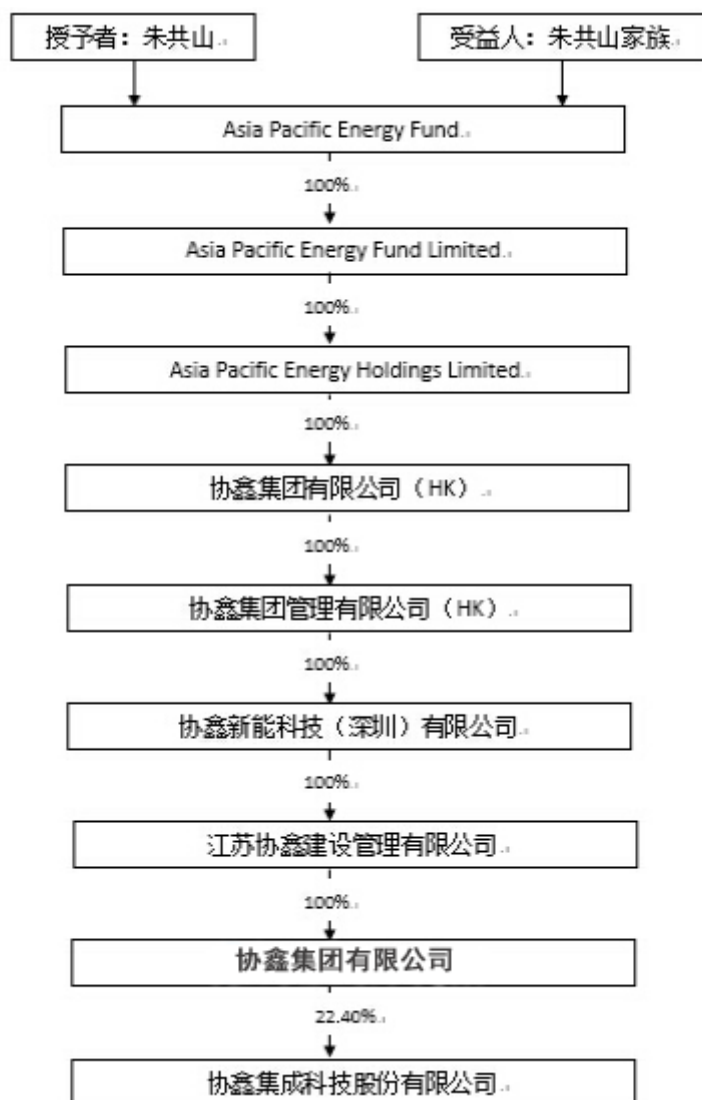 授予者：朱共山
受益人：朱共山家族
Asia Pacific Energy Fund
100%
Asia Pacific Energy Fund Limited
100%
Asia Pacific Energy Holdings Limited
100%
协鑫集团有限公司（HK）
100%
协鑫集团管理有限公司（HK）
100%
协鑫新能科技（深圳）有限公司
100%
江苏协鑫建设管理有限公司
100%
协鑫集团有限公司
22.40%
协鑫集成科技股份有限公司